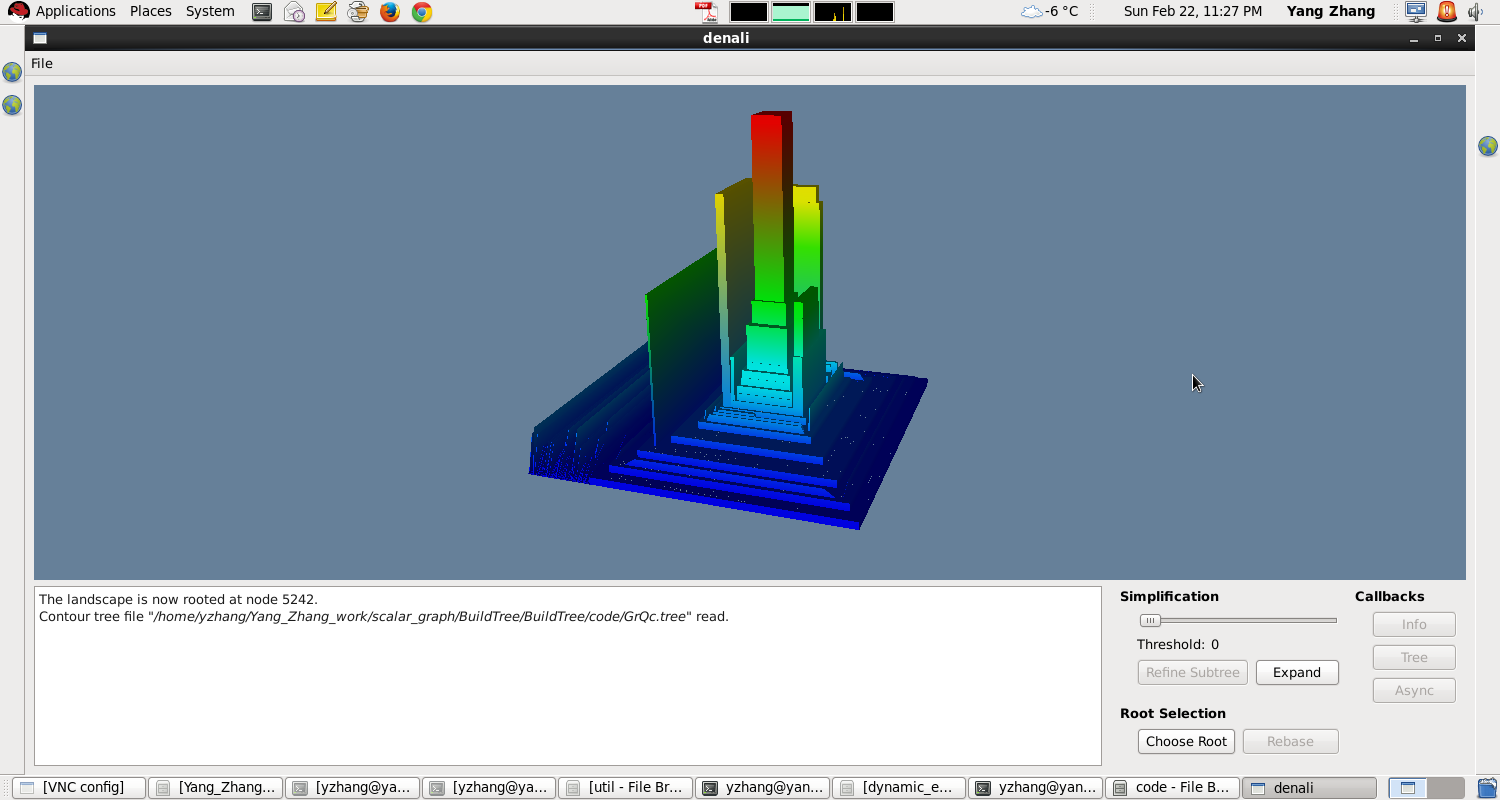 Applications Places System
-6 °C Sun Feb 22, 11:27 PM Yang Zhang
denali
File
The landscape is now rooted at node 5242.
Contour tree file "/home/yzhang/Yang_Zhang_work/scalar_graph/BuildTree/BuildTree/code/GrQc.tree" read.
Simplification
Threshold: 0
Refine Subtree Expand
Root Selection
Choose Root Rebase
Callbacks
Info
Tree
Async
[VNC config] [Yang_Zhang... [yzhang@ya... [yzhang@ya... [util - File Br... yzhang@yan... [dynamic_e... yzhang@yan... code - File B... denali